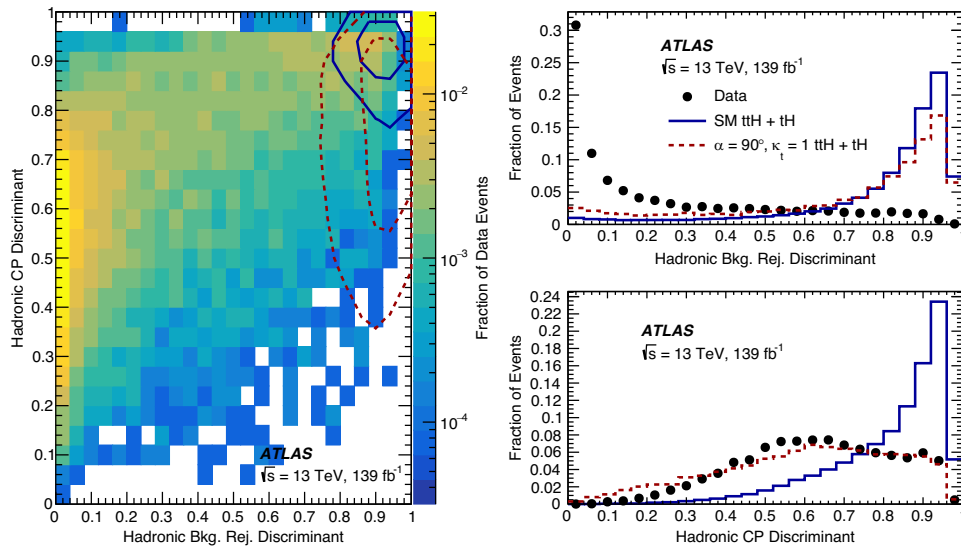 Hadronic CP Discriminant
1
0.9
0.8
0.7
0.6
0.5
0.4
0.3
0.2
0.1
0
0 0.1 0.2 0.3 0.4 0.5 0.6 0.7 0.8 0.9 1
Hadronic Bkg. Rej. Discriminant
ATLAS
√s = 13 TeV, 139 fb⁻¹
10⁻²
10⁻³
10⁻⁴
Fraction of Data Events
Fraction of Events
0.3
0.25
0.2
0.15
0.1
0.05
0
ATLAS
√s = 13 TeV, 139 fb⁻¹
Data
SM ttH + tH
α = 90°, κₜ = 1 ttH + tH
0 0.1 0.2 0.3 0.4 0.5 0.6 0.7 0.8 0.9 1
Hadronic Bkg. Rej. Discriminant
Fraction of Events
0.24
0.22
0.2
0.18
0.16
0.14
0.12
0.1
0.08
0.06
0.04
0.02
0
ATLAS
√s = 13 TeV, 139 fb⁻¹
0 0.1 0.2 0.3 0.4 0.5 0.6 0.7 0.8 0.9 1
Hadronic CP Discriminant